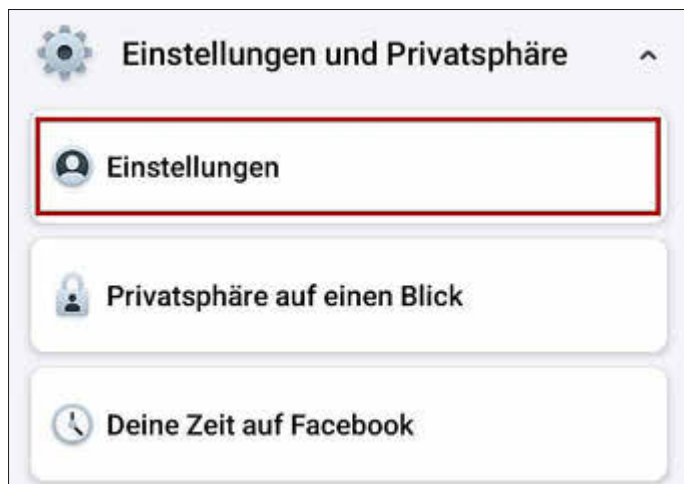 Einstellungen und Privatsphäre
Einstellungen
Privatsphäre auf einen Blick
Deine Zeit auf Facebook